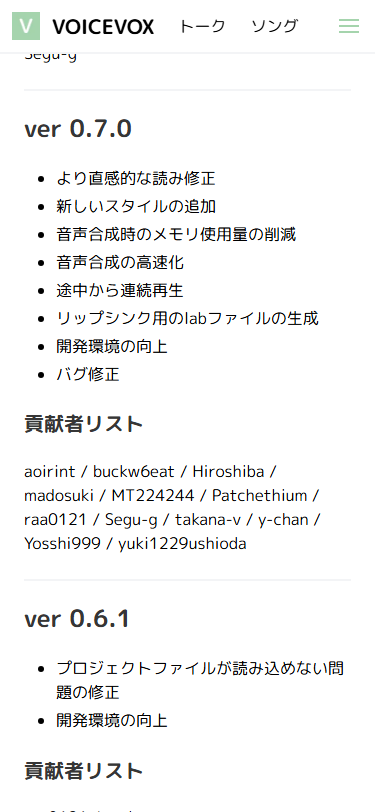 V VOICEVOX トーク ソング
Segu-g
ver 0.7.0
より直感的な読み修正
新しいスタイルの追加
音声合成時のメモリ使用量の削減
音声合成の高速化
途中から連続再生
リップシンク用のlabファイルの生成
開発環境の向上
バグ修正
貢献者リスト
aoirint / buckw6eat / Hiroshiba /
madosuki / MT224244 / Patchethium /
raa0121 / Segu-g / takana-v / y-chan /
Yosshi999 / yuki1229ushioda
ver 0.6.1
プロジェクトファイルが読み込めない問
題の修正
開発環境の向上
貢献者リスト